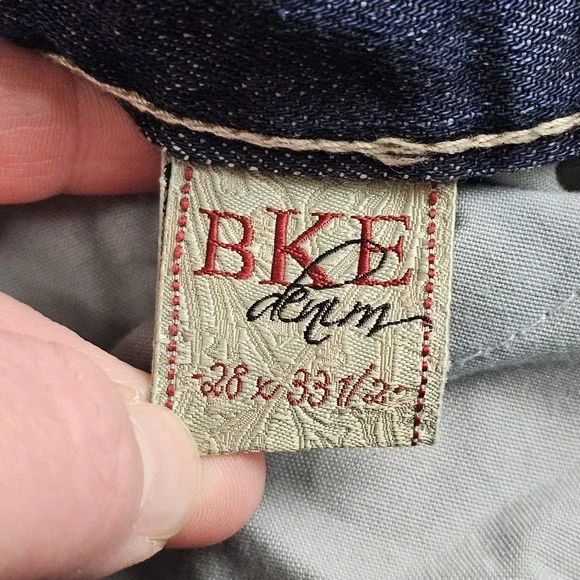 BKE
denim
-28 x 33 1/2-